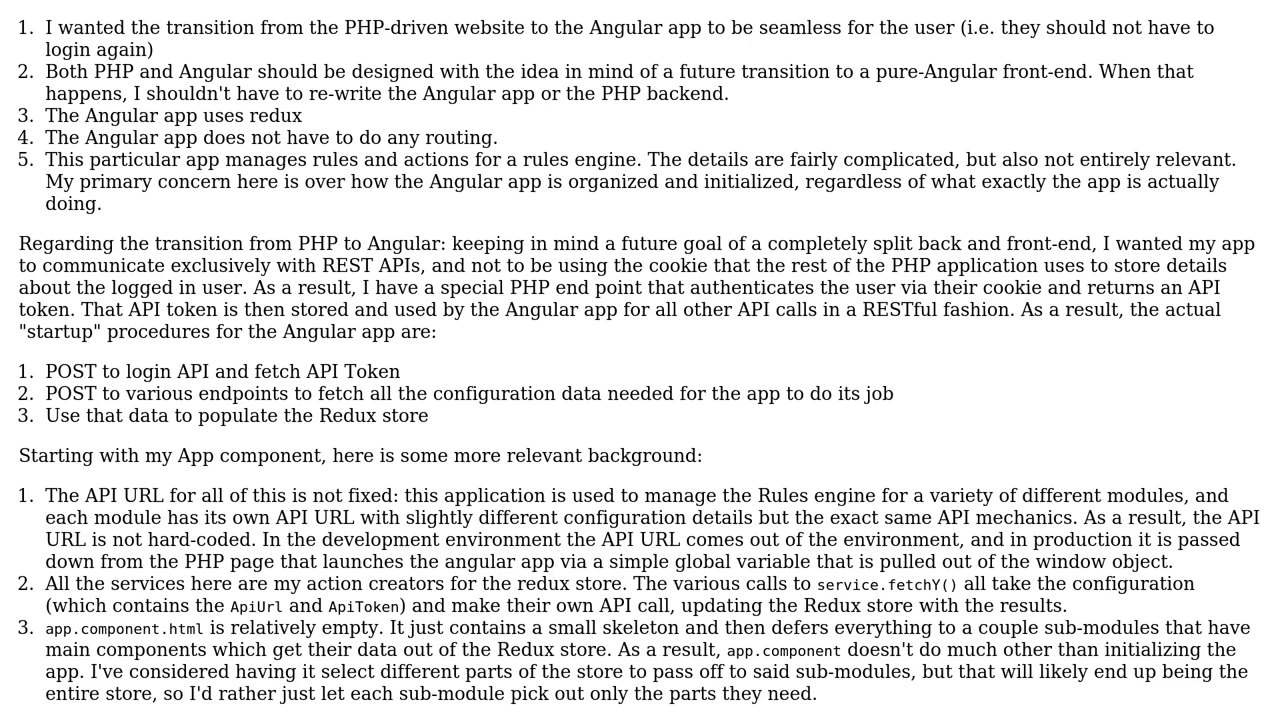 1. I wanted the transition from the PHP-driven website to the Angular app to be seamless for the user (i.e. they should not have to
login again)
2. Both PHP and Angular should be designed with the idea in mind of a future transition to a pure-Angular front-end. When that
happens, I shouldn't have to re-write the Angular app or the PHP backend.
3. The Angular app uses redux
4. The Angular app does not have to do any routing.
5. This particular app manages rules and actions for a rules engine. The details are fairly complicated, but also not entirely relevant.
My primary concern here is over how the Angular app is organized and initialized, regardless of what exactly the app is actually
doing.
Regarding the transition from PHP to Angular: keeping in mind a future goal of a completely split back and front-end, I wanted my app
to communicate exclusively with REST APIs, and not to be using the cookie that the rest of the PHP application uses to store details
about the logged in user. As a result, I have a special PHP end point that authenticates the user via their cookie and returns an API
token. That API token is then stored and used by the Angular app for all other API calls in a RESTful fashion. As a result, the actual
"startup" procedures for the Angular app are:
1. POST to login API and fetch API Token
2. POST to various endpoints to fetch all the configuration data needed for the app to do its job
3. Use that data to populate the Redux store
Starting with my App component, here is some more relevant background:
1. The API URL for all of this is not fixed: this application is used to manage the Rules engine for a variety of different modules, and
each module has its own API URL with slightly different configuration details but the exact same API mechanics. As a result, the API
URL is not hard-coded. In the development environment the API URL comes out of the environment, and in production it is passed
down from the PHP page that launches the angular app via a simple global variable that is pulled out of the window object.
2. All the services here are my action creators for the redux store. The various calls to service.fetchY() all take the configuration
(which contains the ApiUrl and ApiToken) and make their own API call, updating the Redux store with the results.
3. app.component.html is relatively empty. It just contains a small skeleton and then defers everything to a couple sub-modules that have
main components which get their data out of the Redux store. As a result, app.component doesn't do much other than initializing the
app. I've considered having it select different parts of the store to pass off to said sub-modules, but that will likely end up being the
entire store, so I'd rather just let each sub-module pick out only the parts they need.